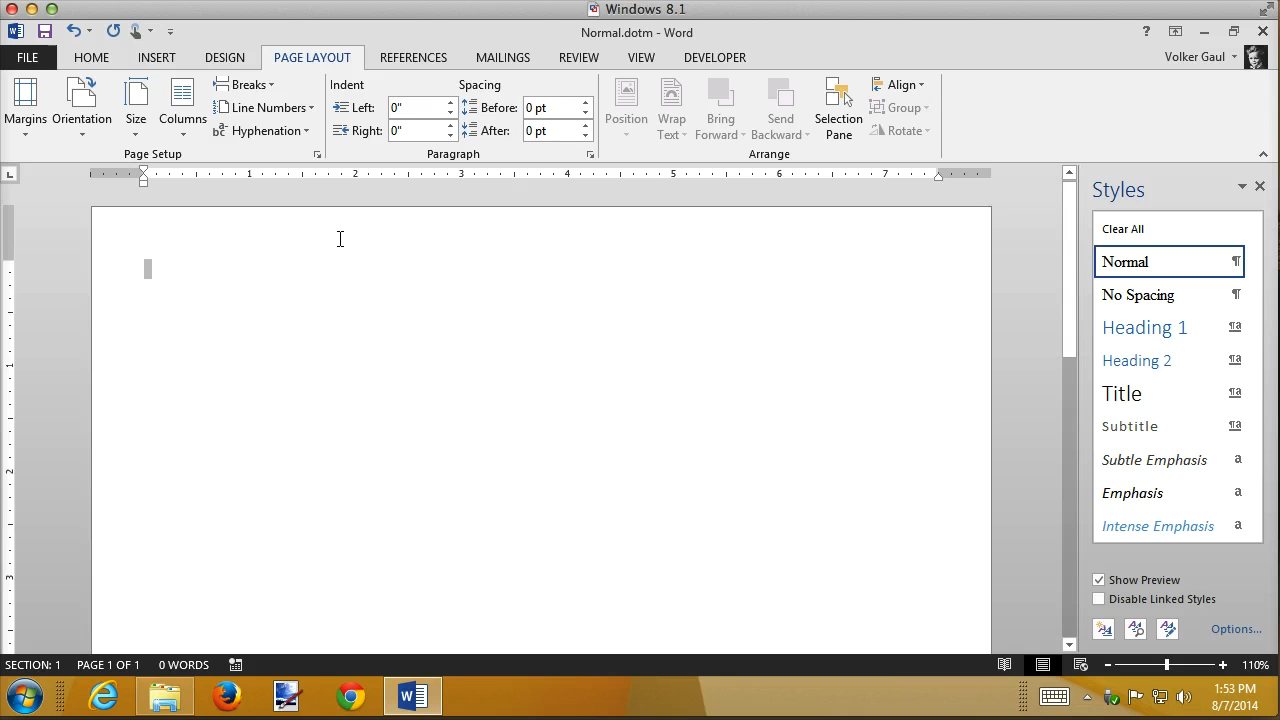 Windows 8.1
Normal.dotm - Word
?
FILE HOME INSERT DESIGN PAGE LAYOUT REFERENCES MAILINGS REVIEW VIEW DEVELOPER Volker Gaul
Margins Orientation Size Columns
Breaks
Line Numbers
Hyphenation
Page Setup
Indent Spacing
Left: 0" Before: 0 pt
Right: 0" After: 0 pt
Paragraph
Position Wrap Text Bring Forward Send Backward Selection Pane
Align
Group
Rotate
Arrange
1 2 3 4 5 6 7
1
2
3
Styles
Clear All
Normal ¶
No Spacing ¶
Heading 1 ¶a
Heading 2 ¶a
Title ¶a
Subtitle ¶a
Subtle Emphasis a
Emphasis a
Intense Emphasis a
Show Preview
Disable Linked Styles
Options...
SECTION: 1 PAGE 1 OF 1 0 WORDS 110%
1:53 PM
8/7/2014